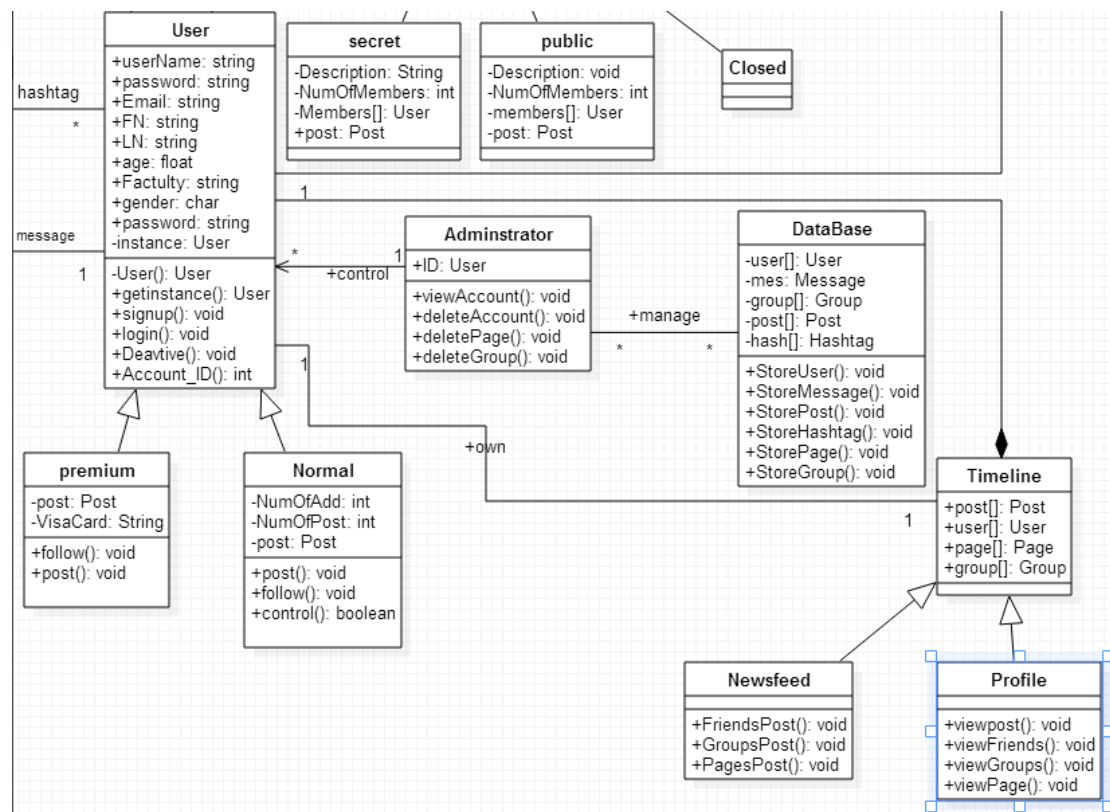 User
+userName: string
+password: string
+Email: string
+FN: string
+LN: string
+age: float
+Factulty: string
+gender: char
+password: string
-instance: User
-User(): User
+getinstance(): User
+signup(): void
+login(): void
+Deavtive(): void
+Account_ID(): int
hashtag
*
message
1
secret
-Description: String
-NumOfMembers: int
-Members[]: User
+post: Post
public
-Description: void
-NumOfMembers: int
-members[]: User
-post: Post
Closed
1
*
1
+control
Adminstrator
+ID: User
+viewAccount(): void
+deleteAccount(): void
+deletePage(): void
+deleteGroup(): void
+manage
*
*
DataBase
-user[]: User
-mes: Message
-group[]: Group
-post[]: Post
-hash[]: Hashtag
+StoreUser(): void
+StoreMessage(): void
+StorePost(): void
+StoreHashtag(): void
+StorePage(): void
+StoreGroup(): void
1
+own
1
premium
-post: Post
-VisaCard: String
+follow(): void
+post(): void
Normal
-NumOfAdd: int
-NumOfPost: int
-post: Post
+post(): void
+follow(): void
+control(): boolean
Timeline
+post[]: Post
+user[]: User
+page[]: Page
+group[]: Group
Newsfeed
+FriendsPost(): void
+GroupsPost(): void
+PagesPost(): void
Profile
+viewpost(): void
+viewFriends(): void
+viewGroups(): void
+viewPage(): void